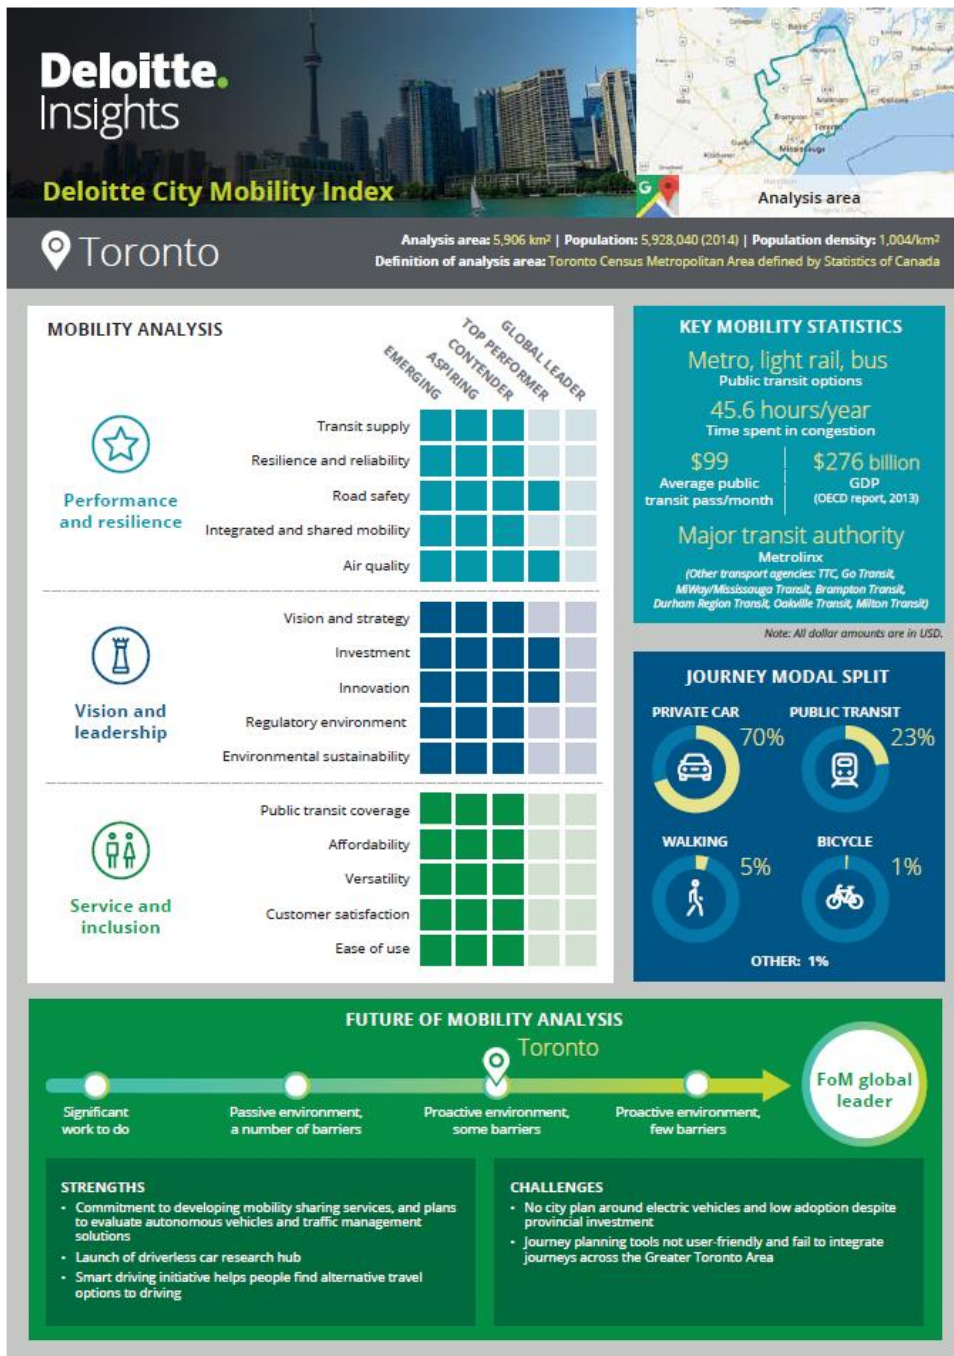 Deloitte.
Insights
Deloitte City Mobility Index
Analysis area
Toronto
Analysis area: 5,906 km² | Population: 5,928,040 (2014) | Population density: 1,004/km²
Definition of analysis area: Toronto Census Metropolitan Area defined by Statistics of Canada
MOBILITY ANALYSIS
EMERGING
ASPIRING
CONTENDER
TOP PERFORMER
GLOBAL LEADER
Performance
and resilience
Transit supply
Resilience and reliability
Road safety
Integrated and shared mobility
Air quality
Vision and
leadership
Vision and strategy
Investment
Innovation
Regulatory environment
Environmental sustainability
Service and
inclusion
Public transit coverage
Affordability
Versatility
Customer satisfaction
Ease of use
KEY MOBILITY STATISTICS
Metro, light rail, bus
Public transit options
45.6 hours/year
Time spent in congestion
$99
Average public
transit pass/month
$276 billion
GDP
(OECD report, 2013)
Major transit authority
Metrolinx
(Other transport agencies: TTC, Go Transit,
MiWay/Mississauga Transit, Brampton Transit,
Durham Region Transit, Oakville Transit, Milton Transit)
Note: All dollar amounts are in USD.
JOURNEY MODAL SPLIT
PRIVATE CAR
70%
PUBLIC TRANSIT
23%
WALKING
5%
BICYCLE
1%
OTHER: 1%
FUTURE OF MOBILITY ANALYSIS
Toronto
Significant
work to do
Passive environment,
a number of barriers
Proactive environment,
some barriers
Proactive environment,
few barriers
FoM global
leader
STRENGTHS
• Commitment to developing mobility sharing services, and plans
to evaluate autonomous vehicles and traffic management
solutions
• Launch of driverless car research hub
• Smart driving initiative helps people find alternative travel
options to driving
CHALLENGES
• No city plan around electric vehicles and low adoption despite
provincial investment
• Journey planning tools not user-friendly and fail to integrate
journeys across the Greater Toronto Area